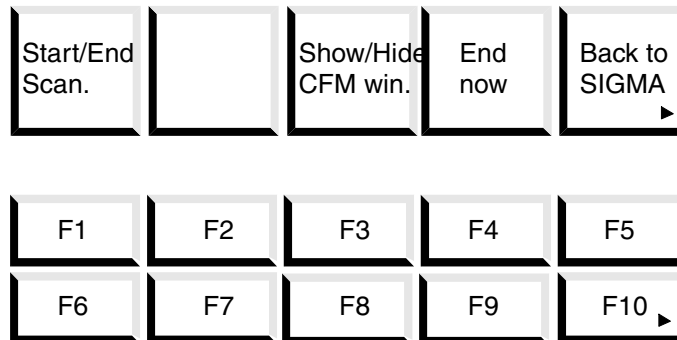 Start/End
Scan.
Show/Hide
CFM win.
End
now
Back to
SIGMA
F1 F2 F3 F4 F5
F6 F7 F8 F9 F10